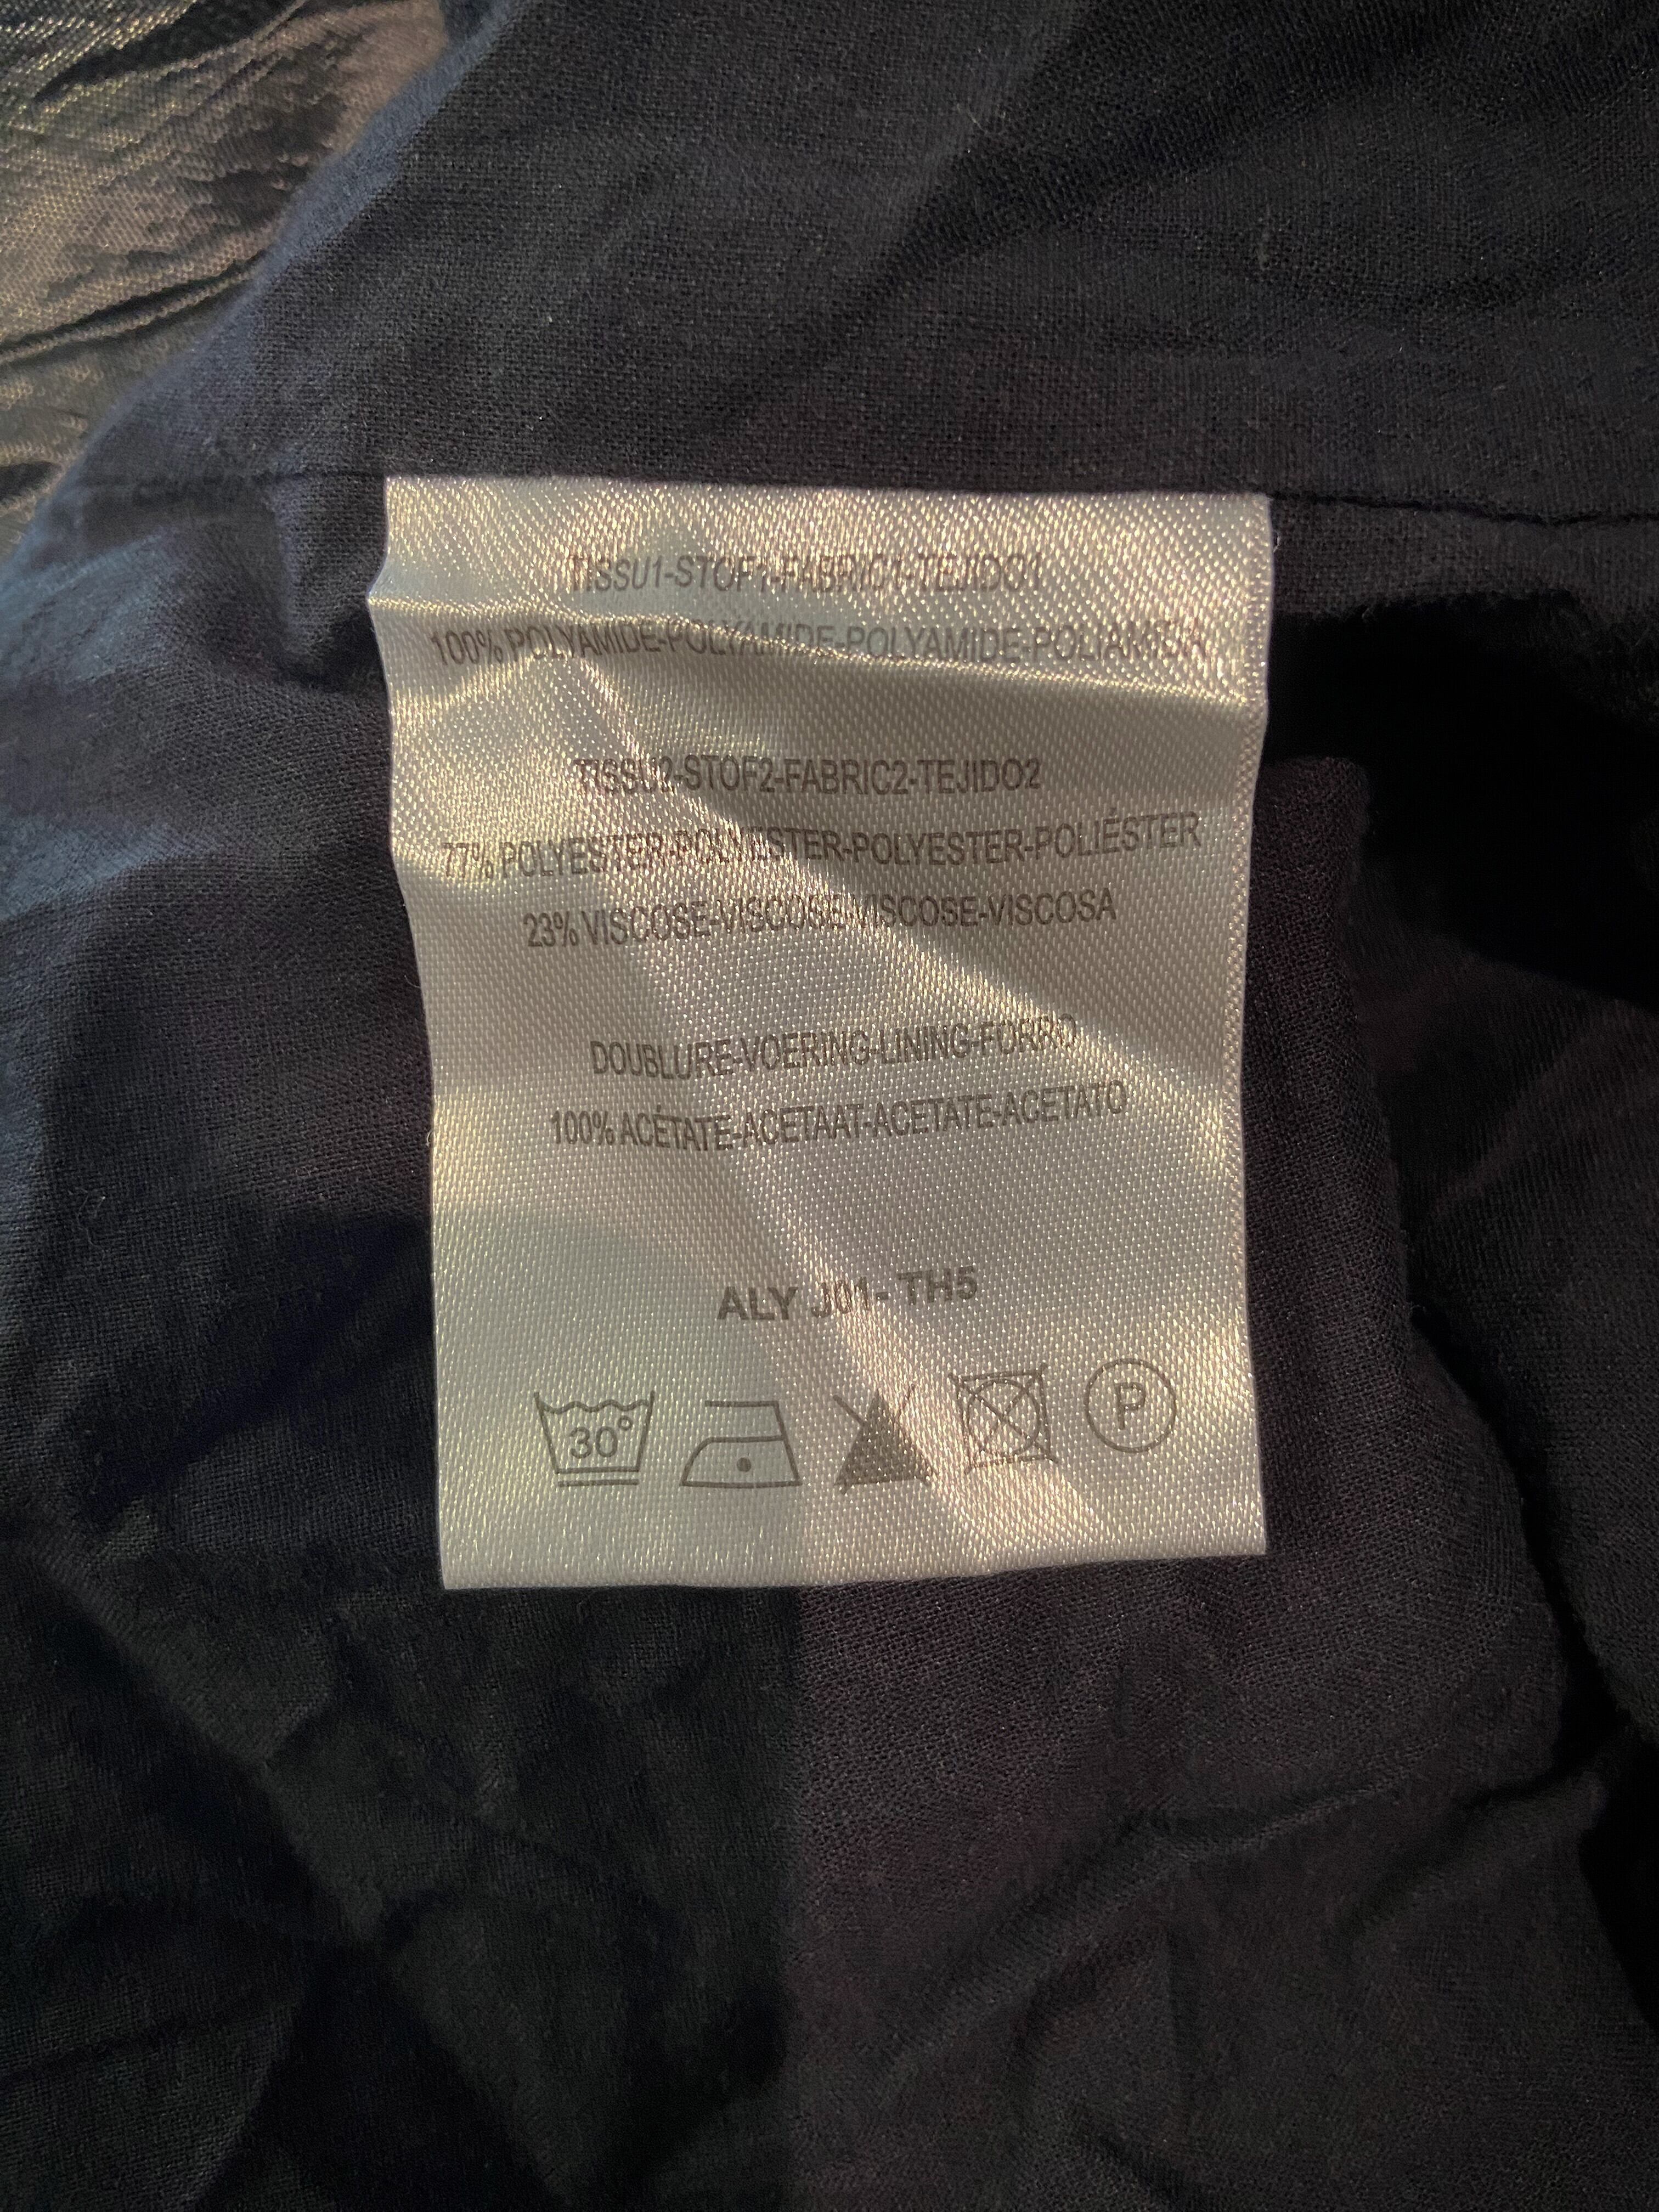 TISSU1-STOF1-FABRIC1-TEJIDO1
100% POLYAMIDE-POLYAMIDE-POLYAMIDE-POLIAMIDA
TISSU2-STOF2-FABRIC2-TEJIDO2
77% POLYESTER-POLYESTER-POLYESTER-POLIÉSTER
23% VISCOSE-VISCOSE-VISCOSE-VISCOSA
DOUBLURE-VOERING-LINING-FORRO
100% ACÉTATE-ACETAAT-ACETATE-ACETATO
ALY J01- TH5
30° P